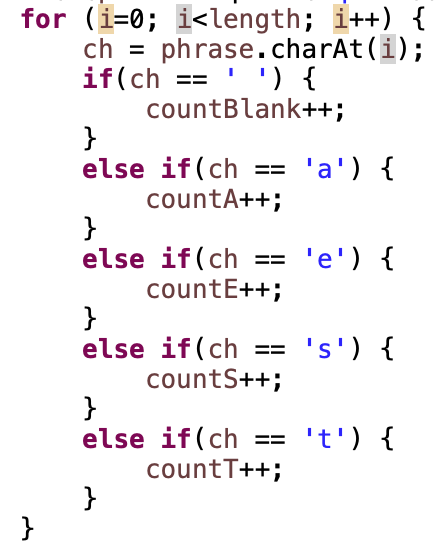 for (i=0; i<length; i++) {
    ch = phrase.charAt(i);
    if(ch == ' ') {
        countBlank++;
    }
    else if(ch == 'a') {
        countA++;
    }
    else if(ch == 'e') {
        countE++;
    }
    else if(ch == 's') {
        countS++;
    }
    else if(ch == 't') {
        countT++;
    }
}